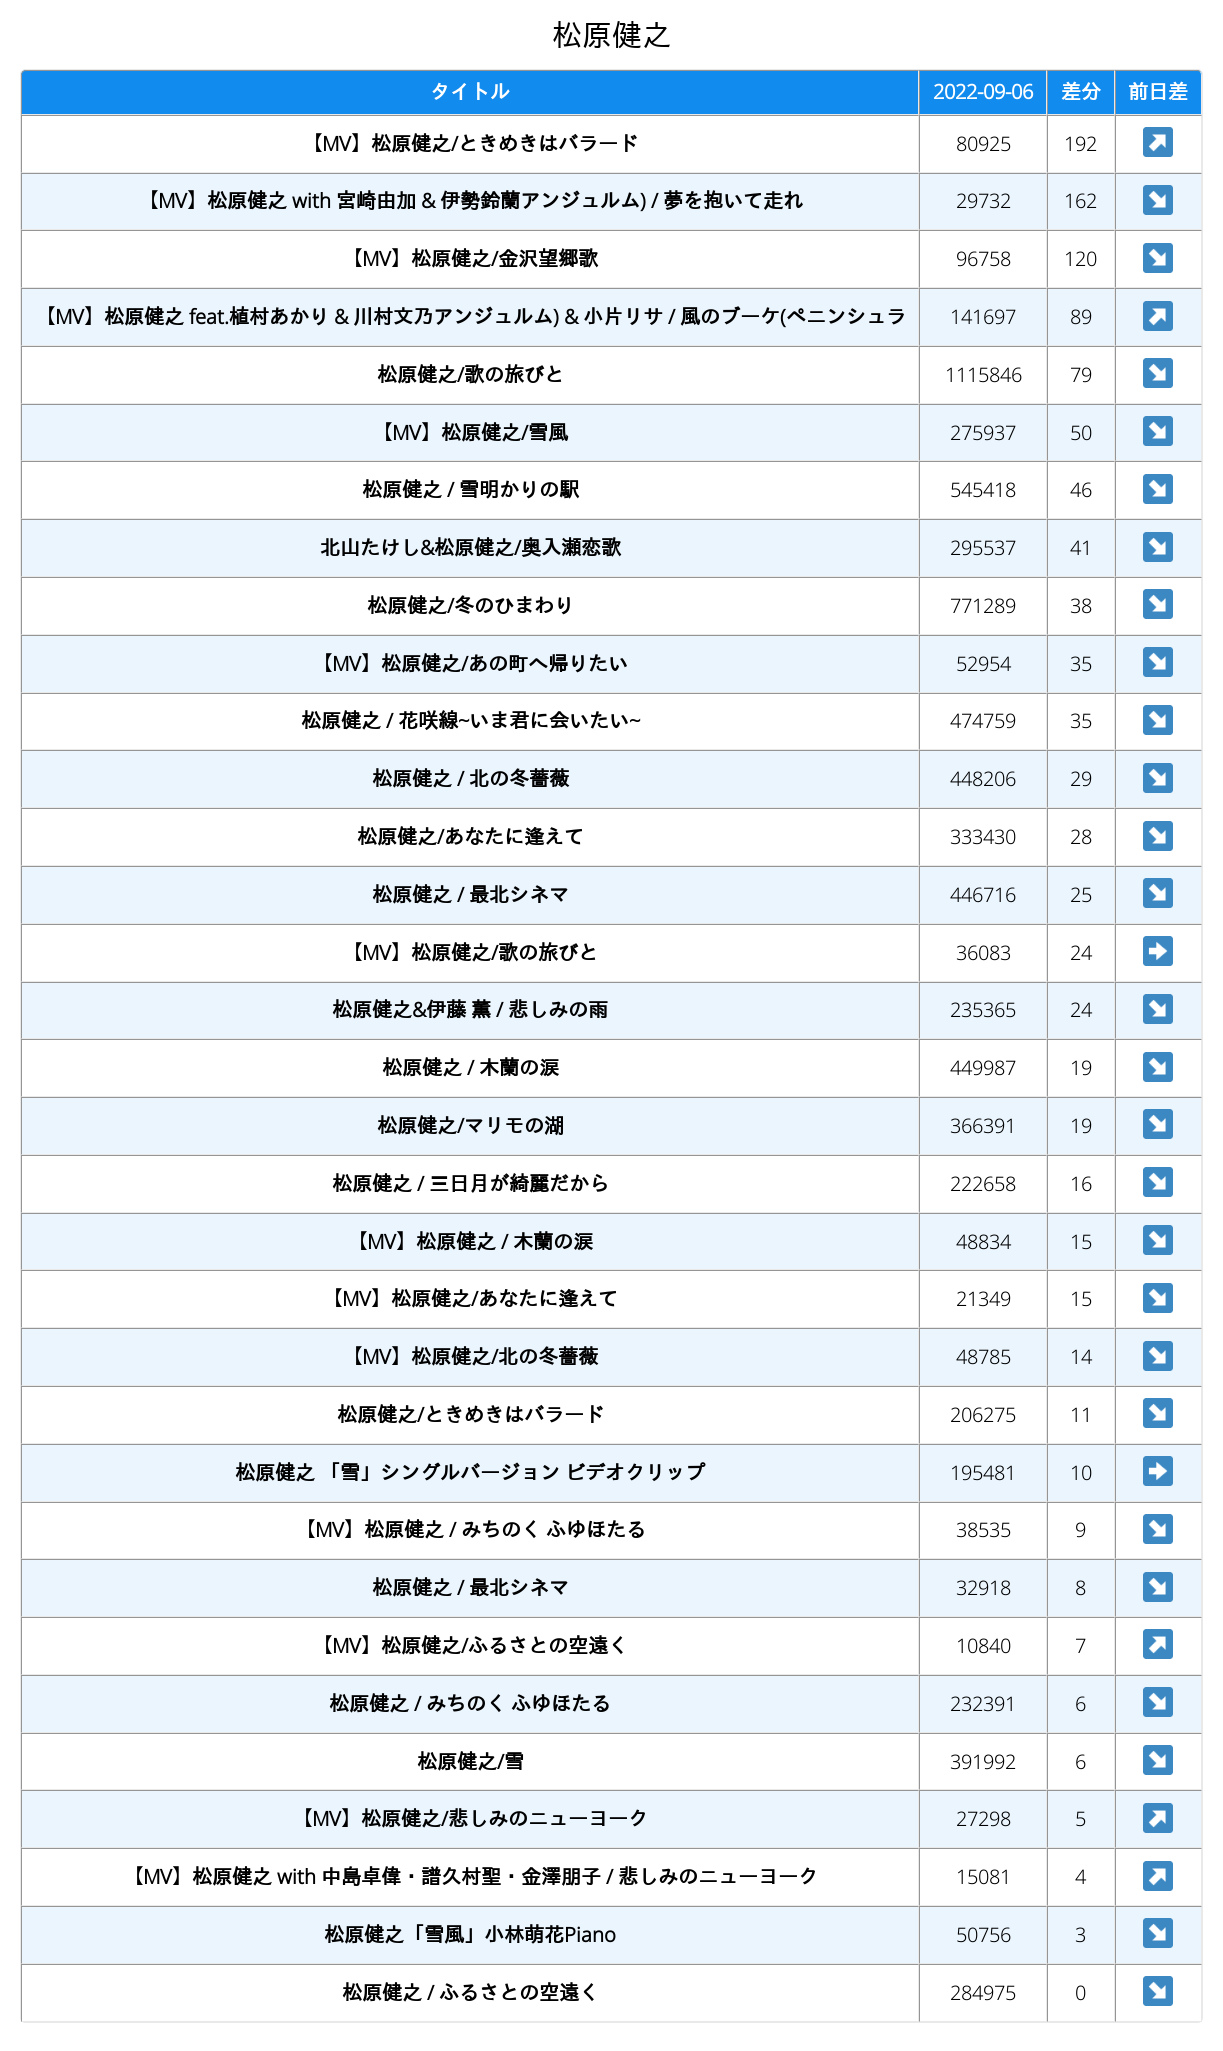 松原健之
タイトル 2022-09-06 差分 前日差
【MV】松原健之/ときめきはバラード 80925 192 ↗
【MV】松原健之 with 宮崎由加 & 伊勢鈴蘭アンジュルム) / 夢を抱いて走れ 29732 162 ↘
【MV】松原健之/金沢望郷歌 96758 120 ↘
【MV】松原健之 feat.植村あかり & 川村文乃アンジュルム) & 小片リサ / 風のブーケ(ペニンシュラ 141697 89 ↗
松原健之/歌の旅びと 1115846 79 ↘
【MV】松原健之/雪風 275937 50 ↘
松原健之 / 雪明かりの駅 545418 46 ↘
北山たけし&松原健之/奥入瀬恋歌 295537 41 ↘
松原健之/冬のひまわり 771289 38 ↘
【MV】松原健之/あの町へ帰りたい 52954 35 ↘
松原健之 / 花咲線~いま君に会いたい~ 474759 35 ↘
松原健之 / 北の冬薔薇 448206 29 ↘
松原健之/あなたに逢えて 333430 28 ↘
松原健之 / 最北シネマ 446716 25 ↘
【MV】松原健之/歌の旅びと 36083 24 ➡
松原健之&伊藤 薫 / 悲しみの雨 235365 24 ↘
松原健之 / 木蘭の涙 449987 19 ↘
松原健之/マリモの湖 366391 19 ↘
松原健之 / 三日月が綺麗だから 222658 16 ↘
【MV】松原健之 / 木蘭の涙 48834 15 ↘
【MV】松原健之/あなたに逢えて 21349 15 ↘
【MV】松原健之/北の冬薔薇 48785 14 ↘
松原健之/ときめきはバラード 206275 11 ↘
松原健之 「雪」シングルバージョン ビデオクリップ 195481 10 ➡
【MV】松原健之 / みちのく ふゆほたる 38535 9 ↘
松原健之 / 最北シネマ 32918 8 ↘
【MV】松原健之/ふるさとの空遠く 10840 7 ↗
松原健之 / みちのく ふゆほたる 232391 6 ↘
松原健之/雪 391992 6 ↘
【MV】松原健之/悲しみのニューヨーク 27298 5 ↗
【MV】松原健之 with 中島卓偉・譜久村聖・金澤朋子 / 悲しみのニューヨーク 15081 4 ↗
松原健之「雪風」小林萌花Piano 50756 3 ↘
松原健之 / ふるさとの空遠く 284975 0 ↘